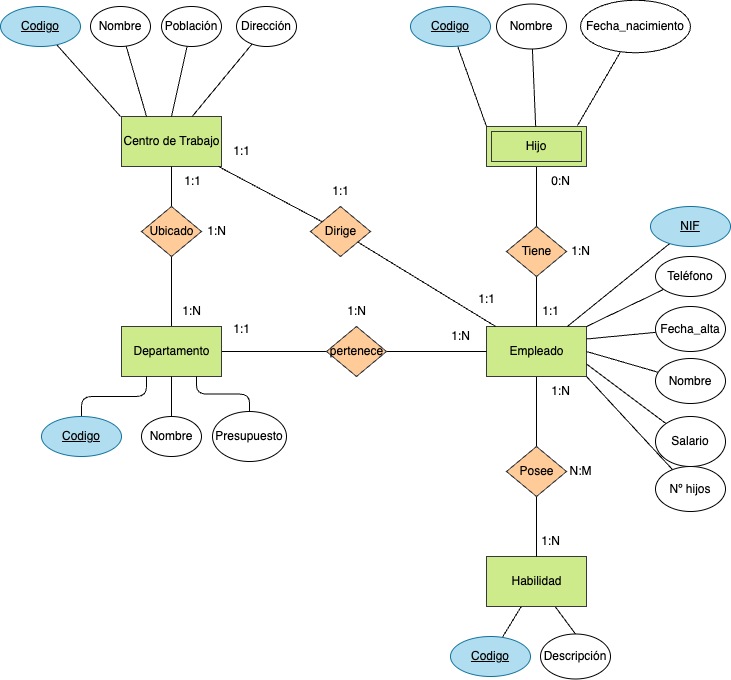 Codigo
Nombre
Población
Dirección
Codigo
Nombre
Fecha_nacimiento
Centro de Trabajo
1:1
Hijo
1:1
1:1
0:N
Ubicado
1:N
Dirige
Tiene
1:N
NIF
Teléfono
1:N
1:1
1:N
1:1
1:1
Fecha_alta
1:N
Departamento
pertenece
Empleado
Nombre
1:N
Codigo
Nombre
Presupuesto
Salario
Posee
N:M
Nº hijos
1:N
Habilidad
Codigo
Descripción